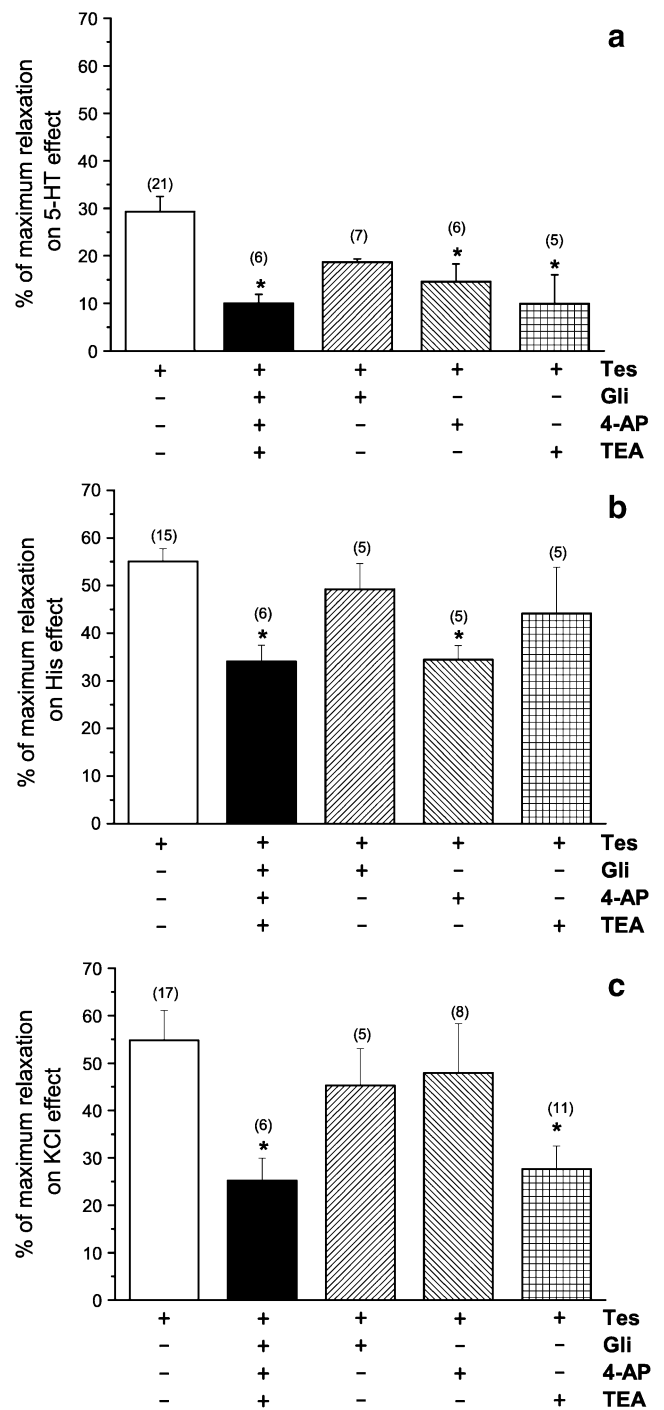 a
% of maximum relaxation
on 5-HT effect
70
60
50
40
30
20
10
0
(21)
(6)
*
(7)
(6)
*
(5)
*
+ + + + + Tes
− + + − − Gli
− + − + − 4-AP
− + − − + TEA
b
% of maximum relaxation
on His effect
70
60
50
40
30
20
10
0
(15)
(6)
*
(5)
(5)
*
(5)
+ + + + + Tes
− + + − − Gli
− + − + − 4-AP
− + − − + TEA
c
% of maximum relaxation
on KCl effect
70
60
50
40
30
20
10
0
(17)
(6)
*
(5)
(8)
(11)
*
+ + + + + Tes
− + + − − Gli
− + − + − 4-AP
− + − − + TEA